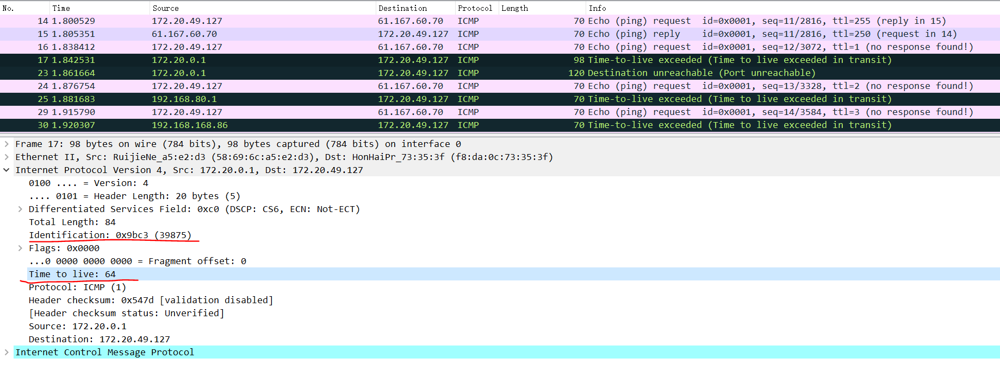 No. Time Source Destination Protocol Length Info
14 1.800529 172.20.49.127 61.167.60.70 ICMP 70 Echo (ping) request id=0x0001, seq=11/2816, ttl=255 (reply in 15)
15 1.805351 61.167.60.70 172.20.49.127 ICMP 70 Echo (ping) reply id=0x0001, seq=11/2816, ttl=250 (request in 14)
16 1.838412 172.20.49.127 61.167.60.70 ICMP 70 Echo (ping) request id=0x0001, seq=12/3072, ttl=1 (no response found!)
17 1.842531 172.20.0.1 172.20.49.127 ICMP 98 Time-to-live exceeded (Time to live exceeded in transit)
23 1.861664 172.20.0.1 172.20.49.127 ICMP 120 Destination unreachable (Port unreachable)
24 1.876754 172.20.49.127 61.167.60.70 ICMP 70 Echo (ping) request id=0x0001, seq=13/3328, ttl=2 (no response found!)
25 1.881683 192.168.80.1 172.20.49.127 ICMP 70 Time-to-live exceeded (Time to live exceeded in transit)
29 1.915790 172.20.49.127 61.167.60.70 ICMP 70 Echo (ping) request id=0x0001, seq=14/3584, ttl=3 (no response found!)
30 1.920307 192.168.168.86 172.20.49.127 ICMP 70 Time-to-live exceeded (Time to live exceeded in transit)
Frame 17: 98 bytes on wire (784 bits), 98 bytes captured (784 bits) on interface 0
Ethernet II, Src: RuijieNe_a5:e2:d3 (58:69:6c:a5:e2:d3), Dst: HonHaiPr_73:35:3f (f8:da:0c:73:35:3f)
Internet Protocol Version 4, Src: 172.20.0.1, Dst: 172.20.49.127
0100 .... = Version: 4
.... 0101 = Header Length: 20 bytes (5)
Differentiated Services Field: 0xc0 (DSCP: CS6, ECN: Not-ECT)
Total Length: 84
Identification: 0x9bc3 (39875)
Flags: 0x0000
...0 0000 0000 0000 = Fragment offset: 0
Time to live: 64
Protocol: ICMP (1)
Header checksum: 0x547d [validation disabled]
[Header checksum status: Unverified]
Source: 172.20.0.1
Destination: 172.20.49.127
Internet Control Message Protocol